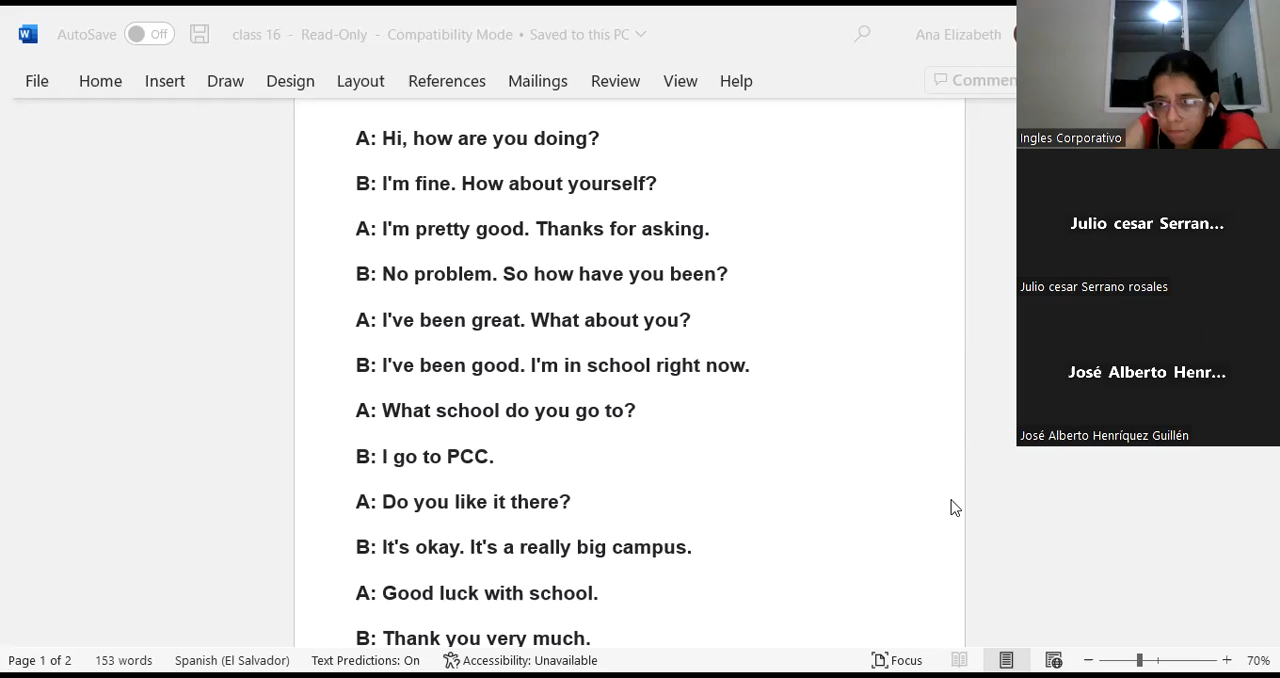 AutoSave Off class 16 - Read-Only - Compatibility Mode • Saved to this PC Ana Elizabeth
File Home Insert Draw Design Layout References Mailings Review View Help
A: Hi, how are you doing?
B: I'm fine. How about yourself?
A: I'm pretty good. Thanks for asking.
B: No problem. So how have you been?
A: I've been great. What about you?
B: I've been good. I'm in school right now.
A: What school do you go to?
B: I go to PCC.
A: Do you like it there?
B: It's okay. It's a really big campus.
A: Good luck with school.
B: Thank you very much.
Ingles Corporativo
Julio cesar Serran...
Julio cesar Serrano rosales
José Alberto Henr...
José Alberto Henríquez Guillén
Page 1 of 2 153 words Spanish (El Salvador) Text Predictions: On Accessibility: Unavailable Focus 70%